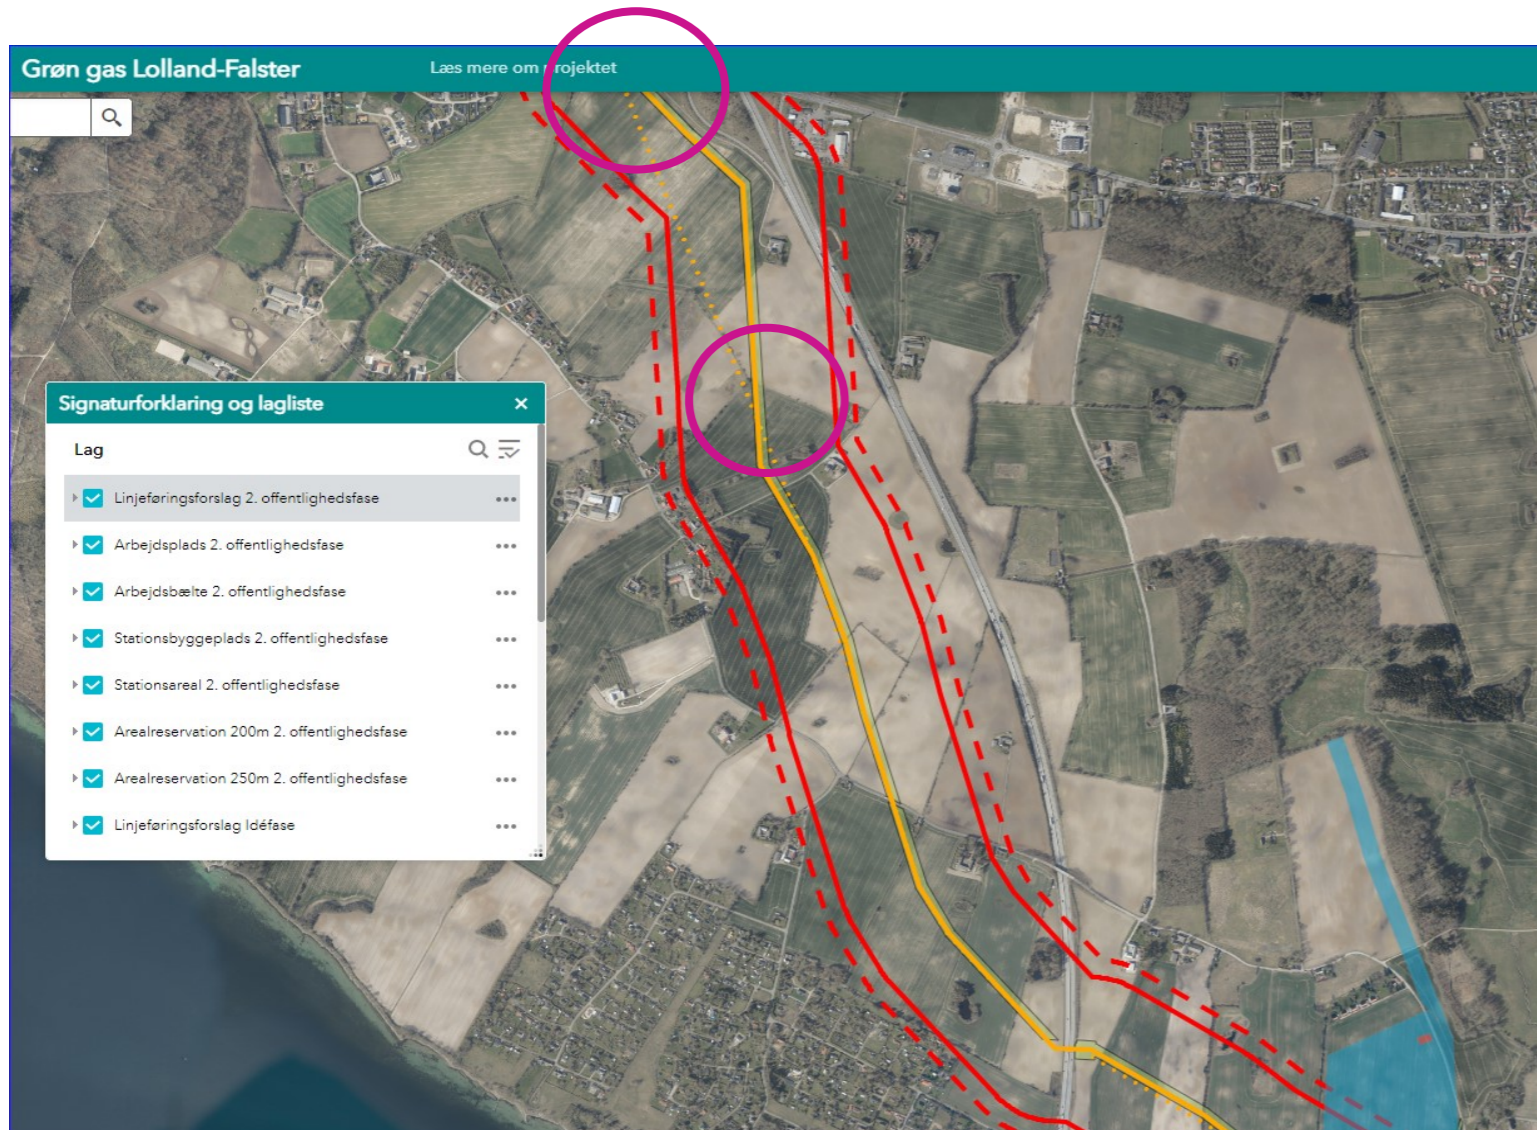 Grøn gas Lolland-Falster
Læs mere om projektet
Signaturforklaring og lagliste
Lag
Linjeføringsforslag 2. offentlighedsfase
Arbejdsplads 2. offentlighedsfase
Arbejdsbælte 2. offentlighedsfase
Stationsbyggeplads 2. offentlighedsfase
Stationsareal 2. offentlighedsfase
Arealreservation 200m 2. offentlighedsfase
Arealreservation 250m 2. offentlighedsfase
Linjeføringsforslag Idéfase